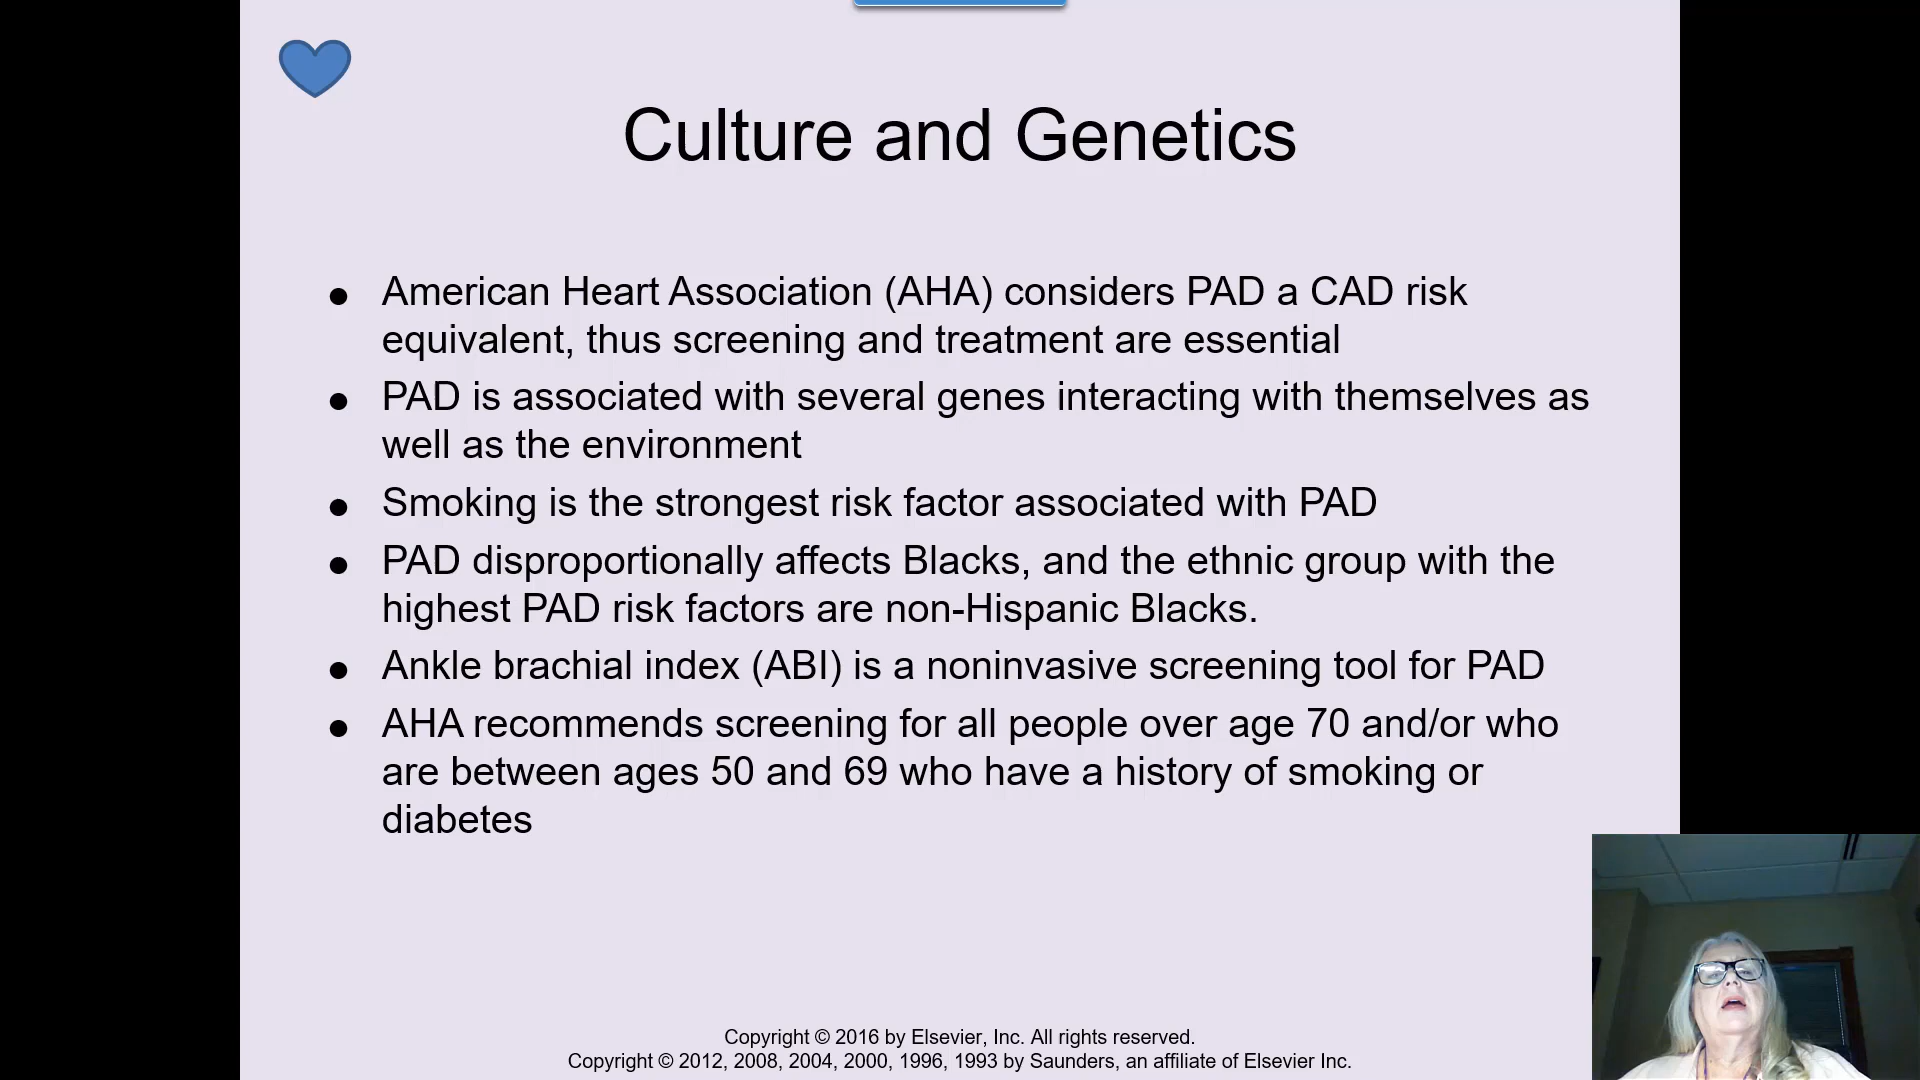 Culture and Genetics
● American Heart Association (AHA) considers PAD a CAD risk
equivalent, thus screening and treatment are essential
● PAD is associated with several genes interacting with themselves as
well as the environment
● Smoking is the strongest risk factor associated with PAD
● PAD disproportionally affects Blacks, and the ethnic group with the
highest PAD risk factors are non-Hispanic Blacks.
● Ankle brachial index (ABI) is a noninvasive screening tool for PAD
● AHA recommends screening for all people over age 70 and/or who
are between ages 50 and 69 who have a history of smoking or
diabetes
Copyright © 2016 by Elsevier, Inc. All rights reserved.
Copyright © 2012, 2008, 2004, 2000, 1996, 1993 by Saunders, an affiliate of Elsevier Inc.